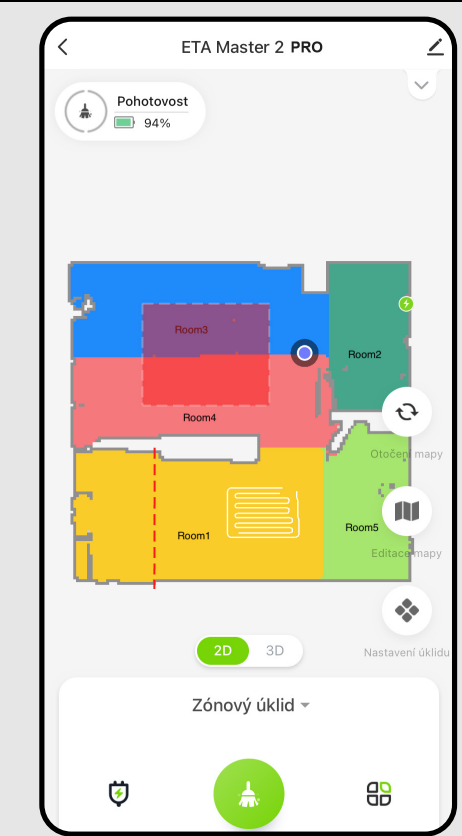 ETA Master 2 PRO
Pohotovost
94%
Room3
Room2
Room4
Otočení mapy
Room1
Room5
Editace mapy
2D
3D
Nastavení úklidu
Zónový úklid